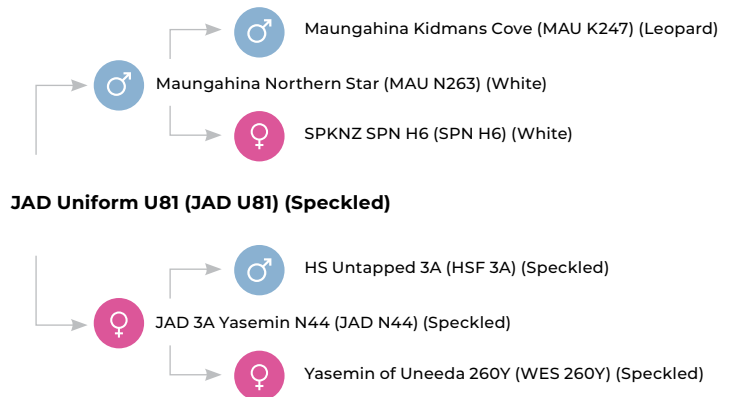 Maungahina Kidmans Cove (MAU K247) (Leopard)
Maungahina Northern Star (MAU N263) (White)
SPKNZ SPN H6 (SPN H6) (White)
JAD Uniform U81 (JAD U81) (Speckled)
HS Untapped 3A (HSF 3A) (Speckled)
JAD 3A Yasemin N44 (JAD N44) (Speckled)
Yasemin of Uneeda 260Y (WES 260Y) (Speckled)